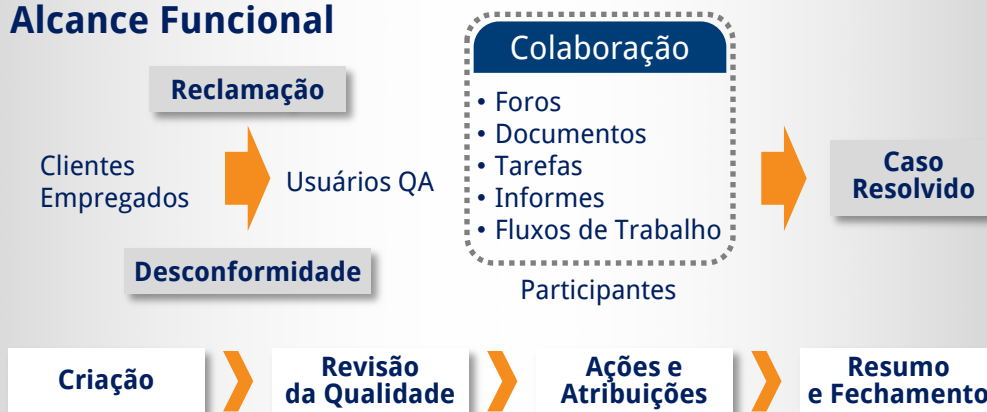 Alcance Funcional
Reclamação
Clientes
Empregados
Usuários QA
Desconformidade
Colaboração
• Foros
• Documentos
• Tarefas
• Informes
• Fluxos de Trabalho
Participantes
Caso
Resolvido
Criação
Revisão
da Qualidade
Ações e
Atribuições
Resumo
e Fechamento